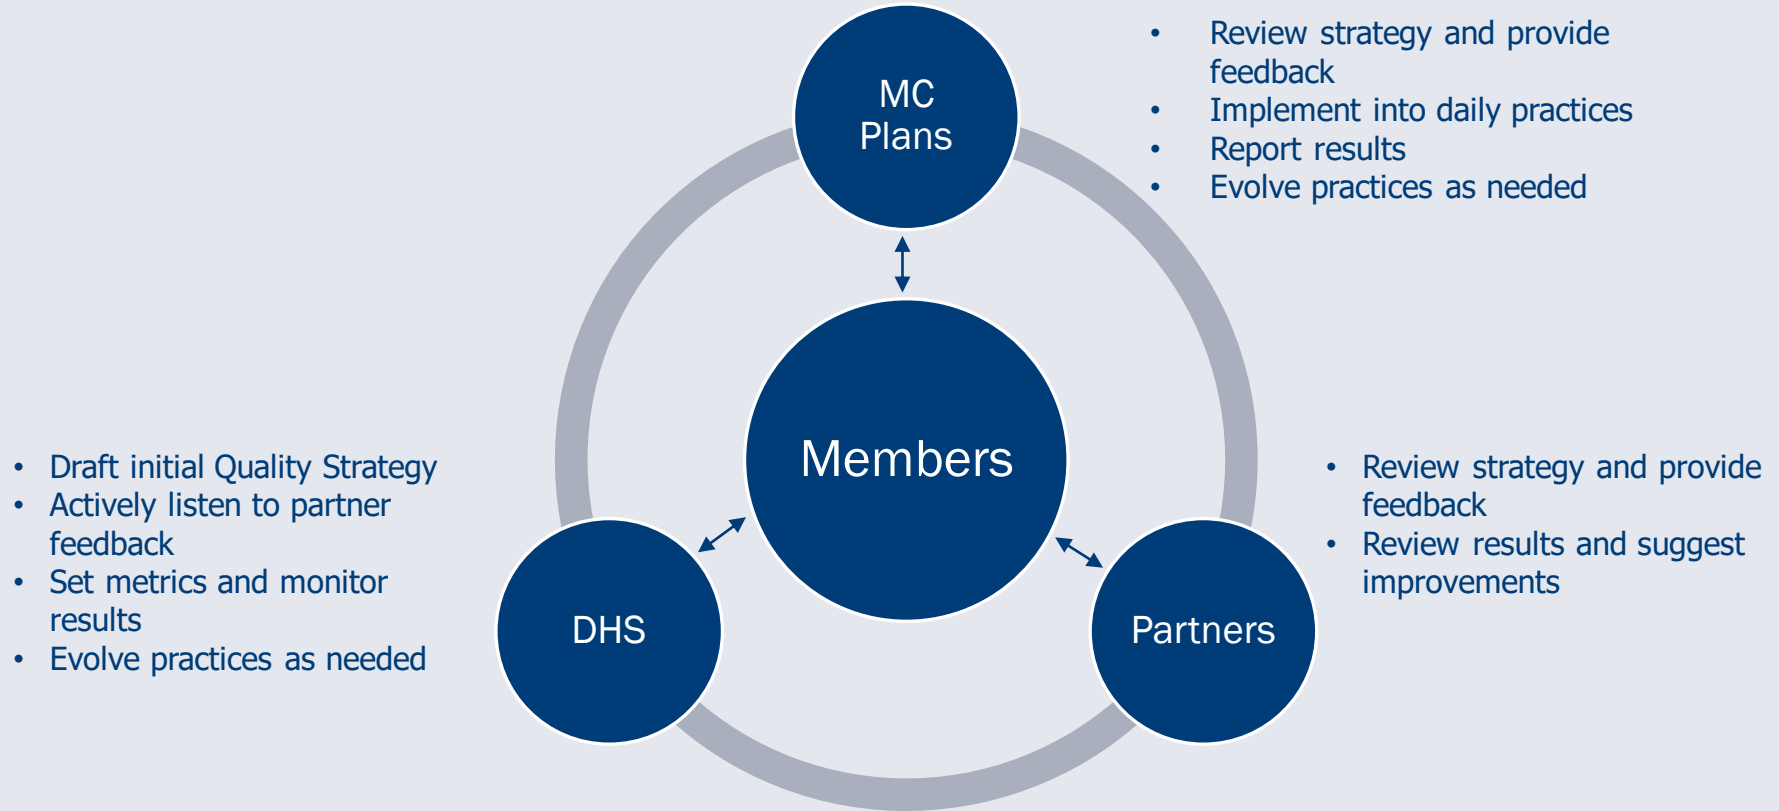 MC
Plans
• Review strategy and provide
feedback
• Implement into daily practices
• Report results
• Evolve practices as needed
Members
• Draft initial Quality Strategy
• Actively listen to partner
feedback
• Set metrics and monitor
results
• Evolve practices as needed
DHS
Partners
• Review strategy and provide
feedback
• Review results and suggest
improvements